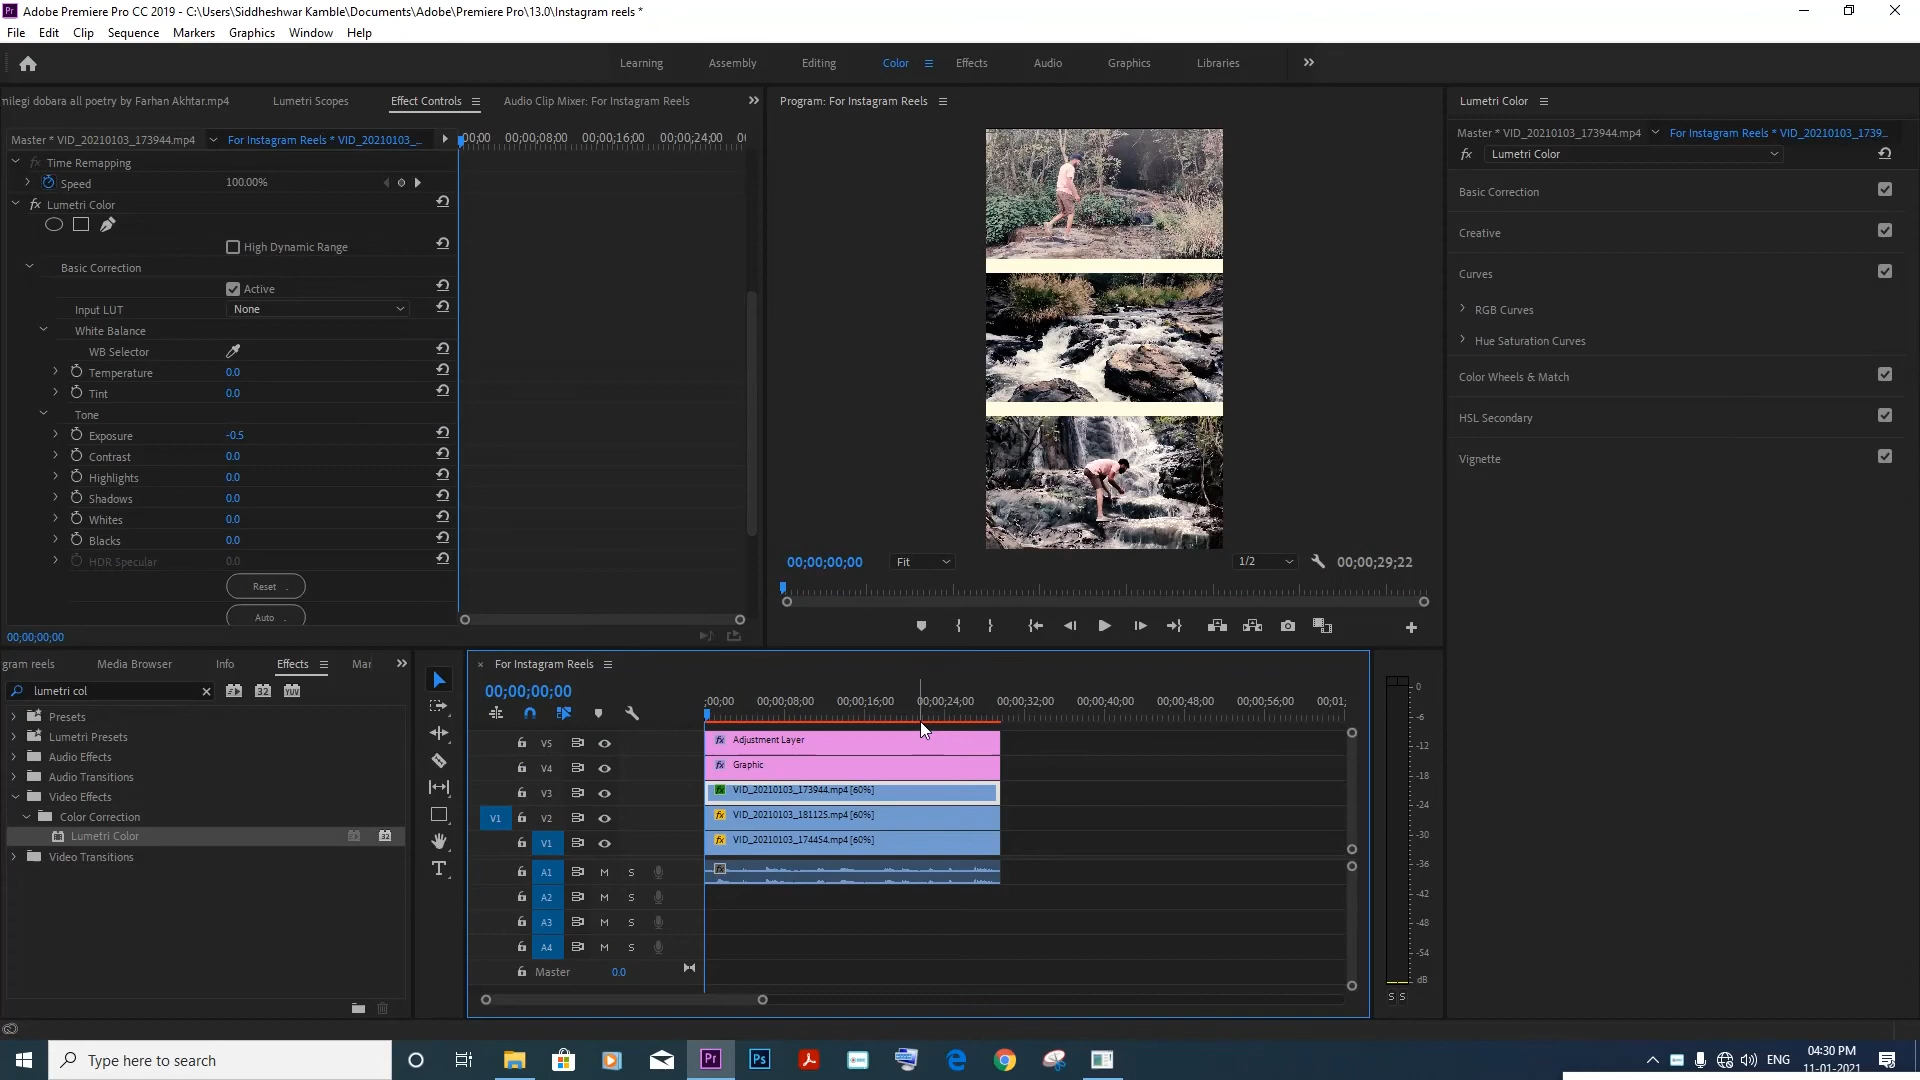 Adobe Premiere Pro CC 2019 - C:\Users\Siddheshwar Kamble\Documents\Adobe\Premiere Pro\13.0\Instagram reels *
File Edit Clip Sequence Markers Graphics Window Help
Learning Assembly Editing Color Effects Audio Graphics Libraries
milegi dobara all poetry by Farhan Akhtar.mp4 Lumetri Scopes Effect Controls Audio Clip Mixer: For Instagram Reels
Master * VID_20210103_173944.mp4 For Instagram Reels * VID_20210103_...
;00;00 00;00;08;00 00;00;16;00 00;00;24;00
Time Remapping
Speed 100.00%
fx Lumetri Color
High Dynamic Range
Basic Correction
Active
Input LUT None
White Balance
WB Selector
Temperature 0.0
Tint 0.0
Tone
Exposure -0.5
Contrast 0.0
Highlights 0.0
Shadows 0.0
Whites 0.0
Blacks 0.0
HDR Specular 0.0
Reset
Auto
00;00;00;00
Program: For Instagram Reels
00;00;00;00 Fit 1/2 00;00;29;22
Lumetri Color
Master * VID_20210103_173944.mp4 For Instagram Reels * VID_20210103_1739...
fx Lumetri Color
Basic Correction
Creative
Curves
RGB Curves
Hue Saturation Curves
Color Wheels & Match
HSL Secondary
Vignette
gram reels Media Browser Info Effects Mar
lumetri col
32 YUV
Presets
Lumetri Presets
Audio Effects
Audio Transitions
Video Effects
Color Correction
Lumetri Color
Video Transitions
For Instagram Reels
00;00;00;00
;00;00 00;00;08;00 00;00;16;00 00;00;24;00 00;00;32;00 00;00;40;00 00;00;48;00 00;00;56;00 00;01;
V5 fx Adjustment Layer
V4 fx Graphic
V3 fx VID_20210103_173944.mp4 [60%]
V1 V2 fx VID_20210103_181125.mp4 [60%]
V1 fx VID_20210103_174454.mp4 [60%]
A1 M S
A2 M S
A3 M S
A4 M S
Master 0.0
0
-6
-12
-18
-24
-30
-36
-42
-48
-54
dB
S S
Type here to search
Pr Ps
ENG
04:30 PM
11-01-2021